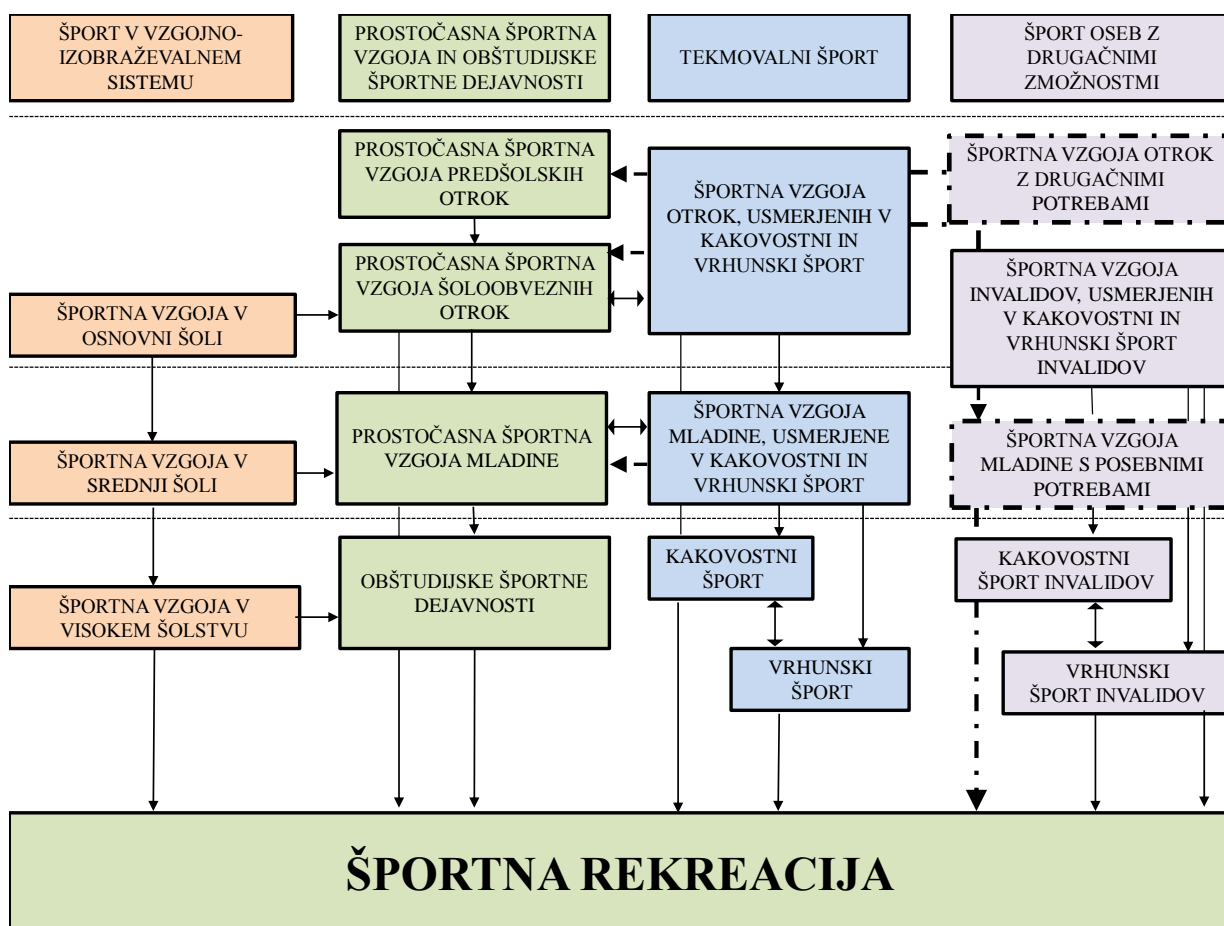 ŠPORT V VZGOJNO-
IZOBRAŽEVALNEM
SISTEMU
PROSTOČASNA ŠPORTNA
VZGOJA IN OBŠTUDIJSKE
ŠPORTNE DEJAVNOSTI
TEKMOVALNI ŠPORT
ŠPORT OSEB Z
DRUGAČNIMI
ZMOŽNOSTMI
PROSTOČASNA ŠPORTNA
VZGOJA PREDŠOLSKIH
OTROK
ŠPORTNA VZGOJA
OTROK, USMERJENIH V
KAKOVOSTNI IN
VRHUNSKI ŠPORT
ŠPORTNA VZGOJA OTROK
Z DRUGAČNIMI
POTREBAMI
PROSTOČASNA ŠPORTNA
VZGOJA ŠOLOOBVEZNIH
OTROK
ŠPORTNA VZGOJA
INVALIDOV, USMERJENIH
V KAKOVOSTNI IN
VRHUNSKI ŠPORT
INVALIDOV
ŠPORTNA VZGOJA V
OSNOVNI ŠOLI
PROSTOČASNA ŠPORTNA
VZGOJA MLADINE
ŠPORTNA VZGOJA
MLADINE, USMERJENE
V KAKOVOSTNI IN
VRHUNSKI ŠPORT
ŠPORTNA VZGOJA
MLADINE S POSEBNIMI
POTREBAMI
ŠPORTNA VZGOJA V
SREDNJI ŠOLI
OBŠTUDIJSKE ŠPORTNE
DEJAVNOSTI
KAKOVOSTNI
ŠPORT
KAKOVOSTNI
ŠPORT INVALIDOV
ŠPORTNA VZGOJA V
VISOKEM ŠOLSTVU
VRHUNSKI
ŠPORT
VRHUNSKI
ŠPORT INVALIDOV
ŠPORTNA REKREACIJA